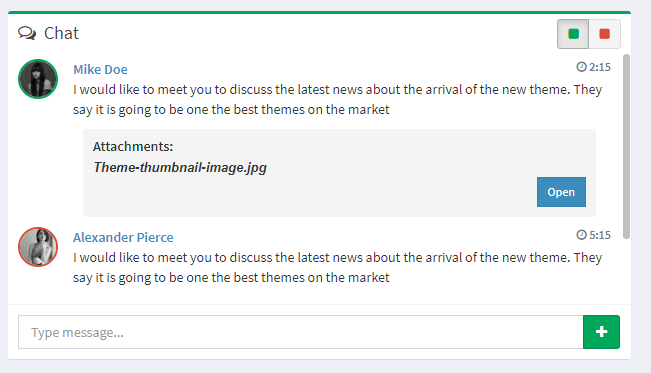 Chat
Mike Doe
2:15
I would like to meet you to discuss the latest news about the arrival of the new theme. They
say it is going to be one the best themes on the market
Attachments:
Theme-thumbnail-image.jpg
Open
Alexander Pierce
5:15
I would like to meet you to discuss the latest news about the arrival of the new theme. They
say it is going to be one the best themes on the market
Type message...